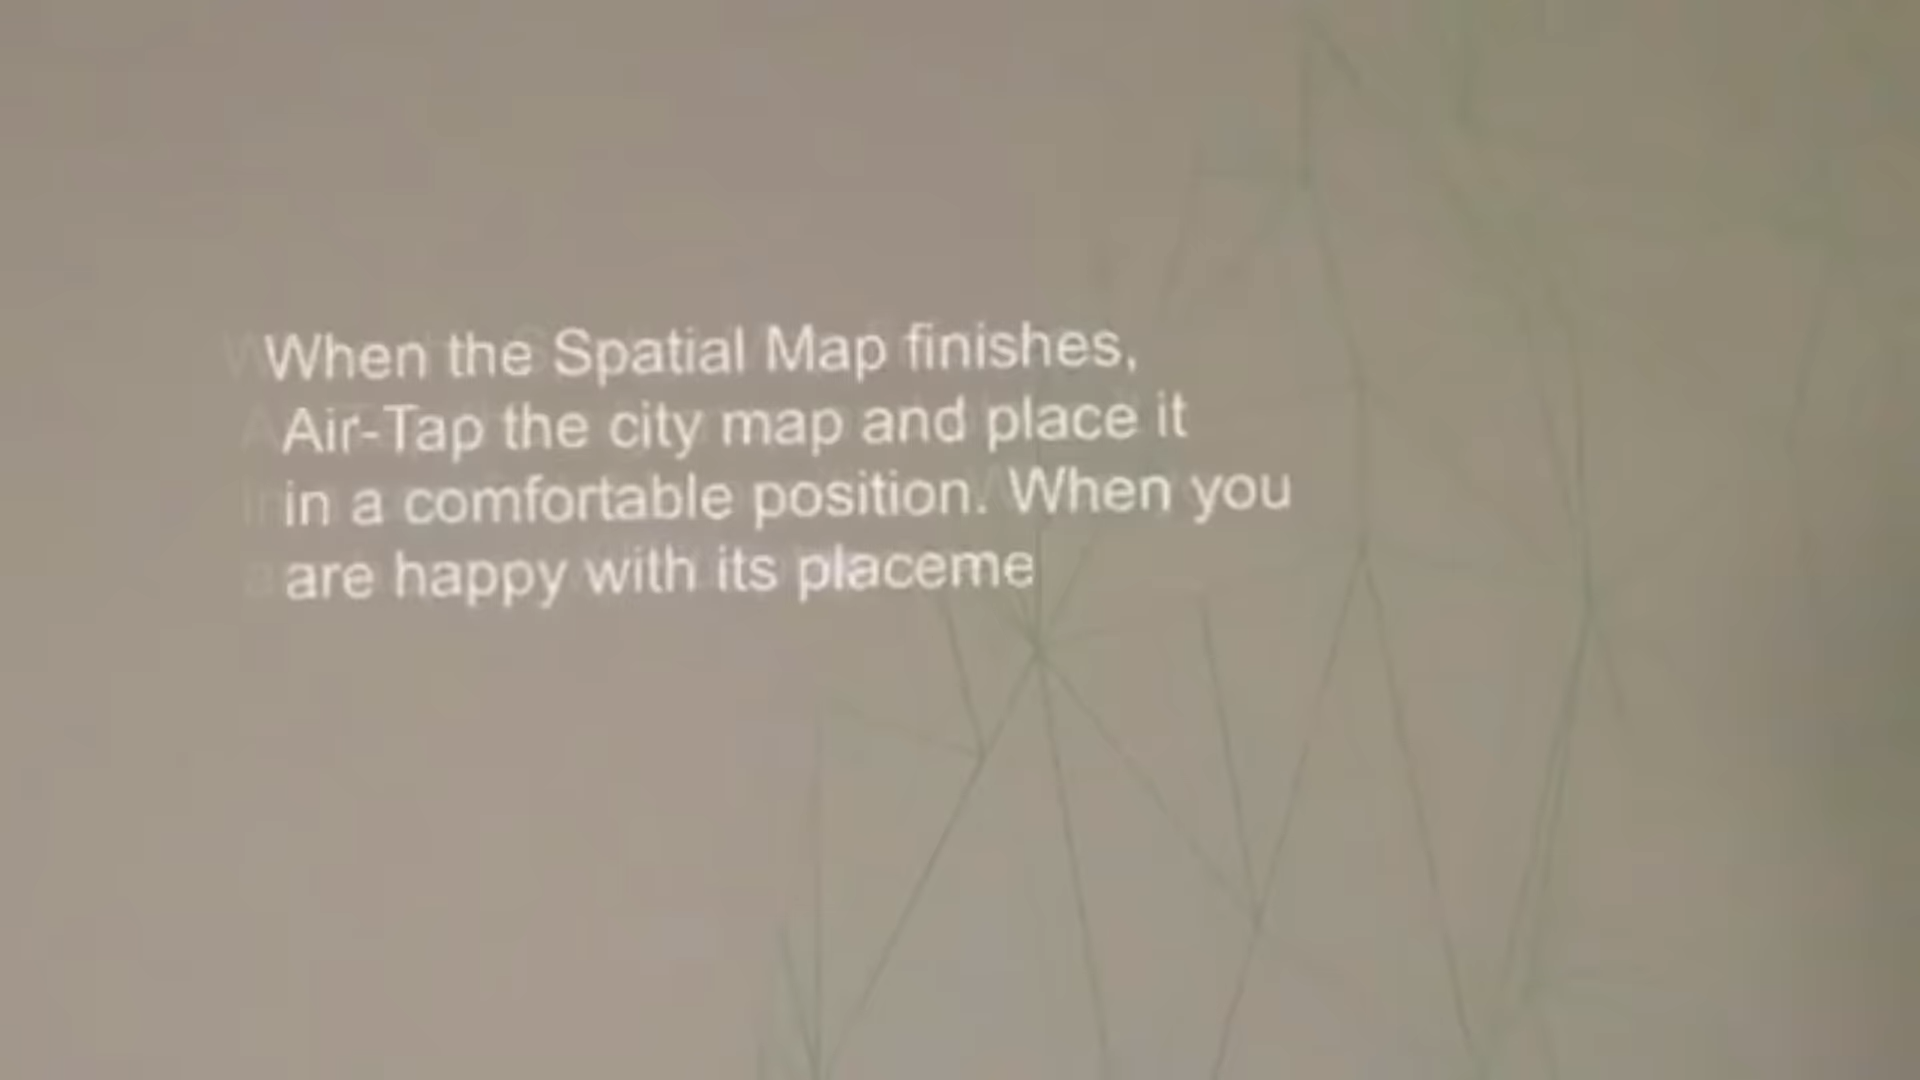 When the Spatial Map finishes,
Air-Tap the city map and place it
in a comfortable position. When you
are happy with its placeme